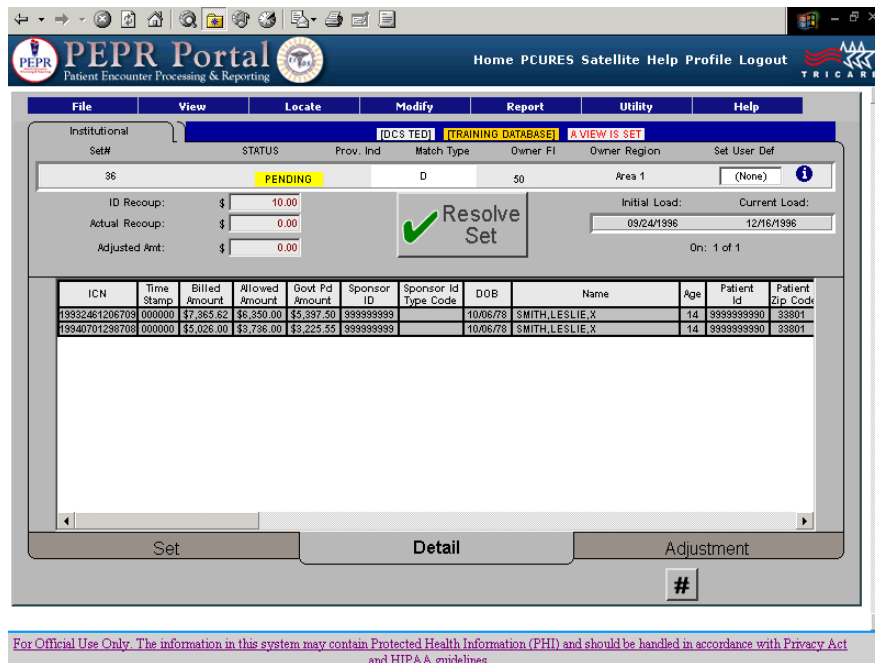 PEPR
PEPR Portal
Patient Encounter Processing & Reporting
Home PCURES Satellite Help Profile Logout
TRICARE
File View Locate Modify Report Utility Help
Institutional
[DCS TED] [TRAINING DATABASE] A VIEW IS SET
Set# STATUS Prov. Ind Match Type Owner FI Owner Region Set User Def
36 PENDING D 50 Area 1 (None) i
ID Recoup: $ 10.00
Actual Recoup: $ 0.00
Adjusted Amt: $ 0.00
Resolve
Set
Initial Load: Current Load:
09/24/1996 12/16/1996
On: 1 of 1
ICN Time Stamp Billed Amount Allowed Amount Govt Pd Amount Sponsor ID Sponsor Id Type Code DOB Name Age Patient Id Patient Zip Code
19932461206709 000000 $7,365.62 $6,350.00 $5,397.50 999999999 10/06/78 SMITH,LESLIE,X 14 9999999990 33801
19940701298708 000000 $5,026.00 $3,736.00 $3,225.55 999999999 10/06/78 SMITH,LESLIE,X 14 9999999990 33801
Set Detail Adjustment
#
For Official Use Only. The information in this system may contain Protected Health Information (PHI) and should be handled in accordance with Privacy Act
and HIPAA guidelines